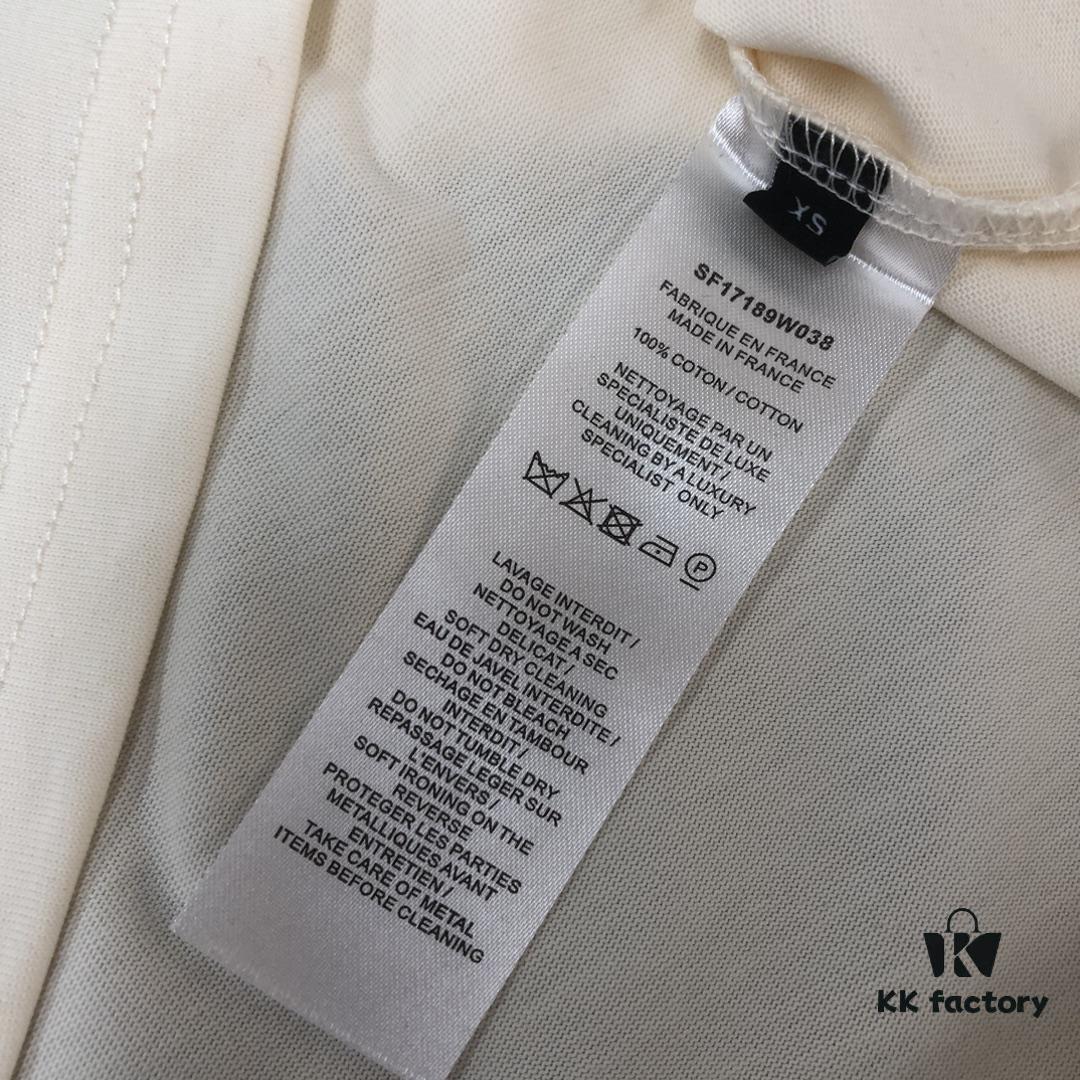 XS
SF17189W038
FABRIQUE EN FRANCE
MADE IN FRANCE
100% COTON / COTTON
NETTOYAGE PAR UN
SPECIALISTE DE LUXE
UNIQUEMENT /
CLEANING BY A LUXURY
SPECIALIST ONLY
P
LAVAGE INTERDIT /
DO NOT WASH
NETTOYAGE A SEC
DELICAT /
SOFT DRY CLEANING
EAU DE JAVEL INTERDITE /
DO NOT BLEACH
SECHAGE EN TAMBOUR
INTERDIT /
DO NOT TUMBLE DRY
REPASSAGE LEGER SUR
L'ENVERS /
SOFT IRONING ON THE
REVERSE
PROTEGER LES PARTIES
METALLIQUES AVANT
ENTRETIEN /
TAKE CARE OF METAL
ITEMS BEFORE CLEANING
K
KK factory